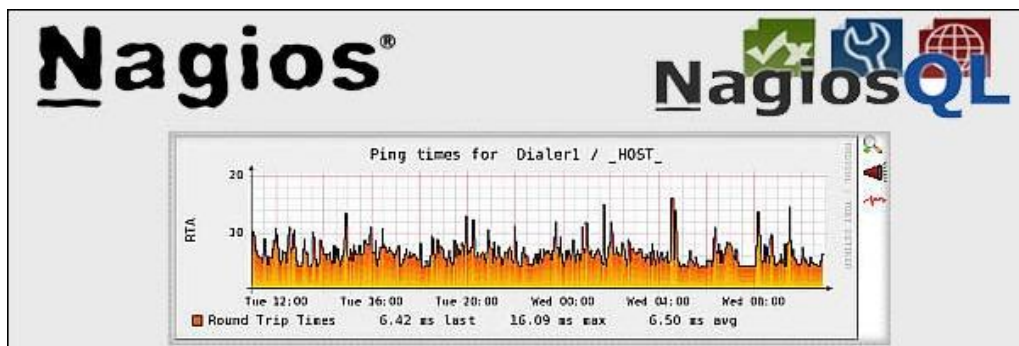 Nagios®
NagiosQL
Ping times for Dialer1 / _HOST_
20
10
RTA
Tue 12:00 Tue 16:00 Tue 20:00 Wed 00:00 Wed 04:00 Wed 08:00
Round Trip Times 6.42 ms last 16.09 ms max 6.50 ms avg